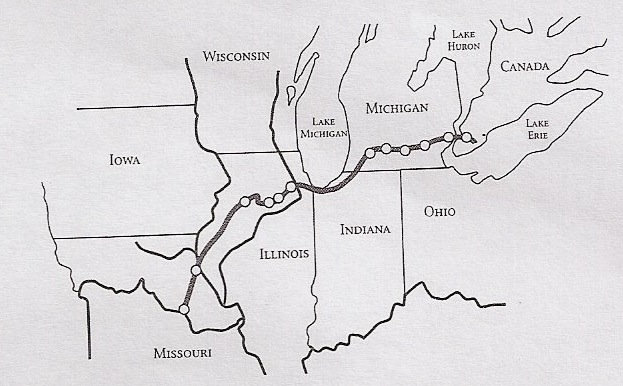 LAKE
HURON
WISCONSIN
CANADA
MICHIGAN
LAKE
MICHIGAN
LAKE
ERIE
IOWA
OHIO
INDIANA
ILLINOIS
MISSOURI